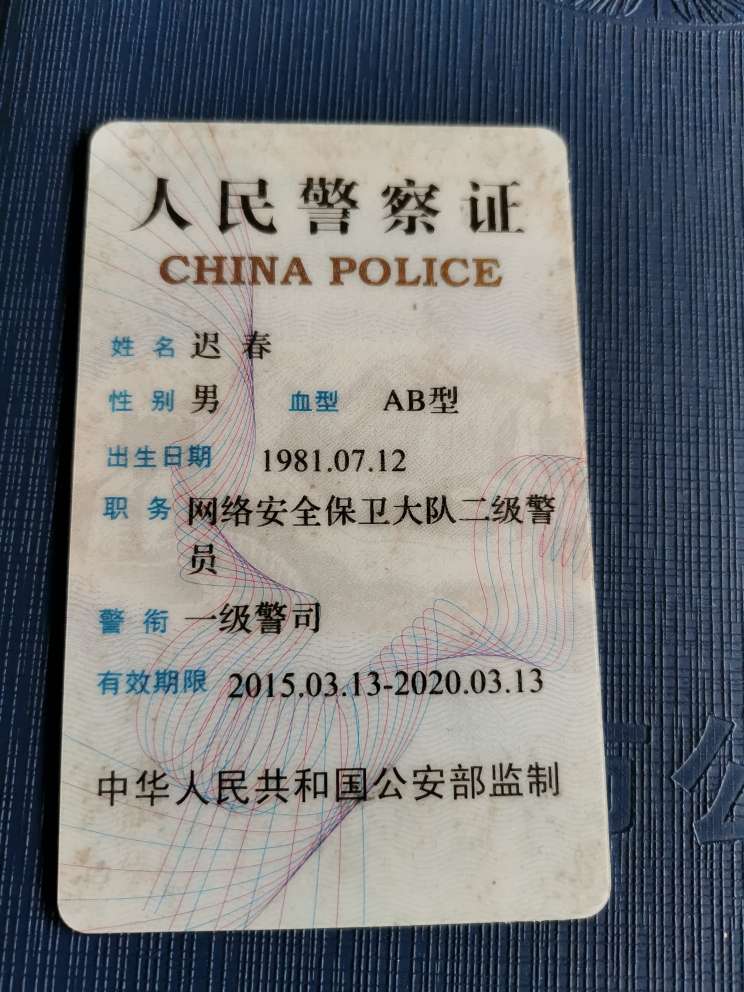 人民警察证
CHINA POLICE
姓名 迟春
性别 男 血型 AB型
出生日期 1981.07.12
职务 网络安全保卫大队二级警
员
警衔 一级警司
有效期限 2015.03.13-2020.03.13
中华人民共和国公安部监制